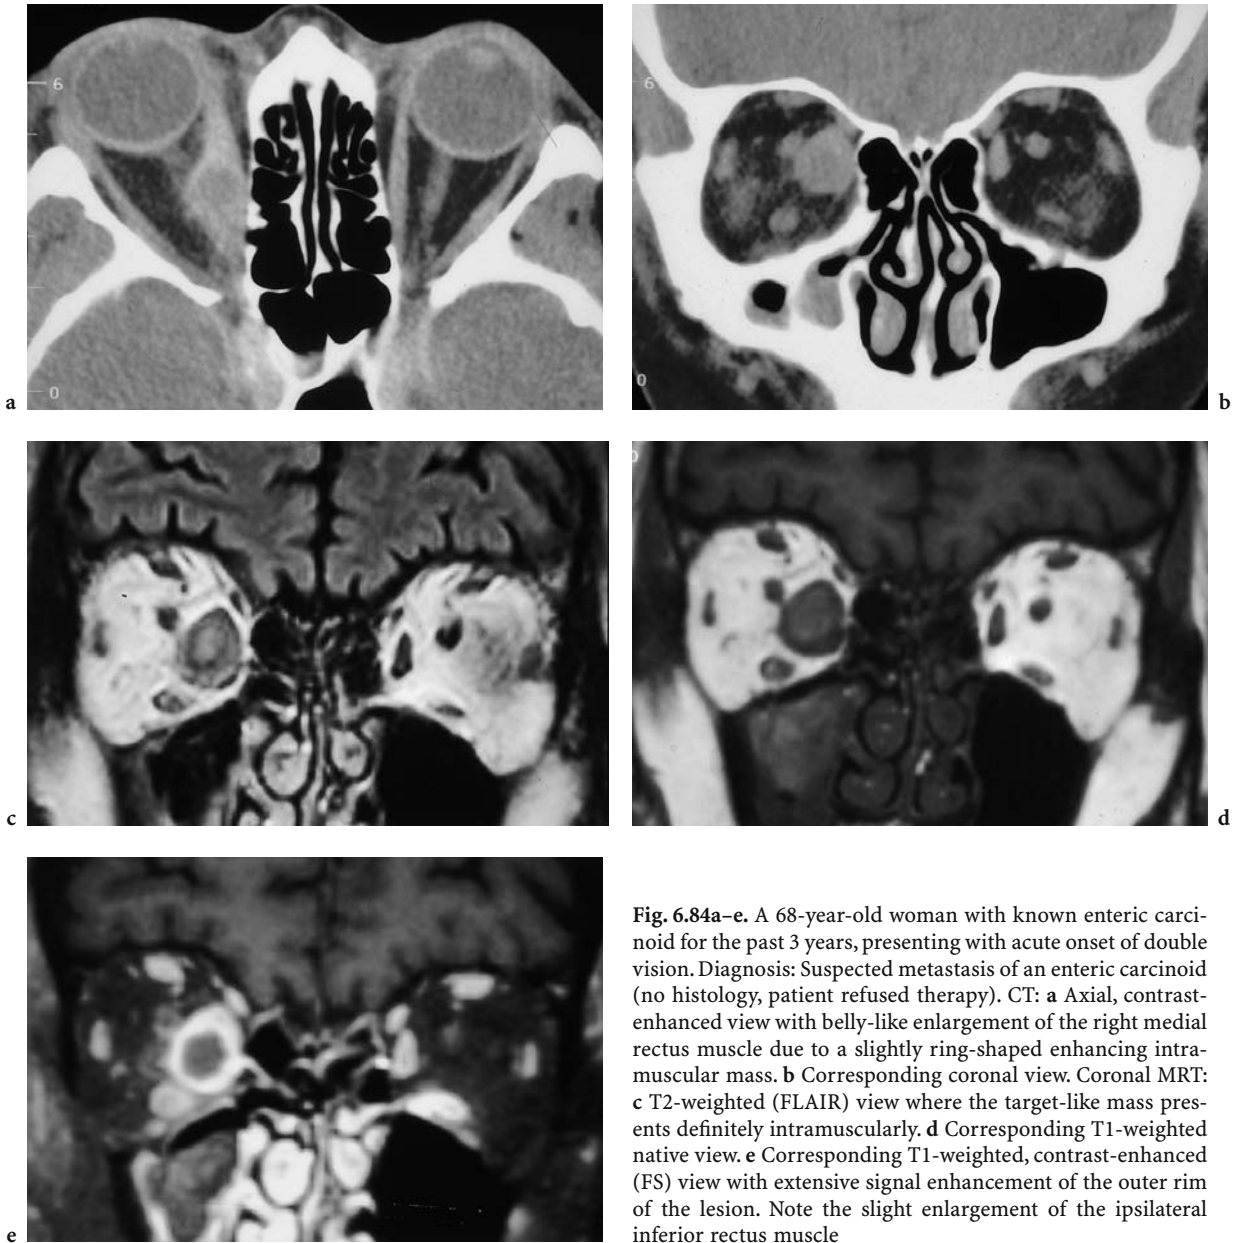 6
0
a
6
0
b
c
d
e
Fig. 6.84a–e. A 68-year-old woman with known enteric carci-
noid for the past 3 years, presenting with acute onset of double
vision. Diagnosis: Suspected metastasis of an enteric carcinoid
(no histology, patient refused therapy). CT: a Axial, contrast-
enhanced view with belly-like enlargement of the right medial
rectus muscle due to a slightly ring-shaped enhancing intra-
muscular mass. b Corresponding coronal view. Coronal MRT:
c T2-weighted (FLAIR) view where the target-like mass pres-
ents definitely intramuscularly. d Corresponding T1-weighted
native view. e Corresponding T1-weighted, contrast-enhanced
(FS) view with extensive signal enhancement of the outer rim
of the lesion. Note the slight enlargement of the ipsilateral
inferior rectus muscle